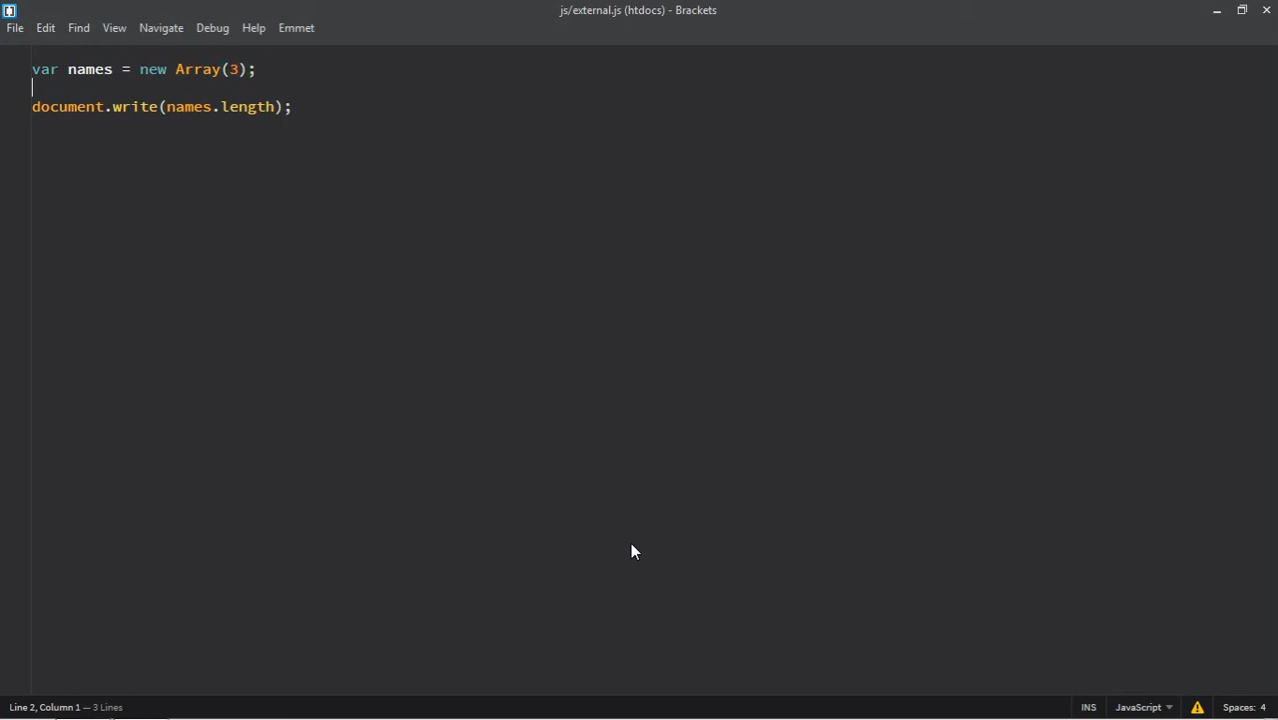 js/external.js (htdocs) - Brackets
File Edit Find View Navigate Debug Help Emmet
var names = new Array(3);
document.write(names.length);
Line 2, Column 1 — 3 Lines
INS JavaScript Spaces: 4